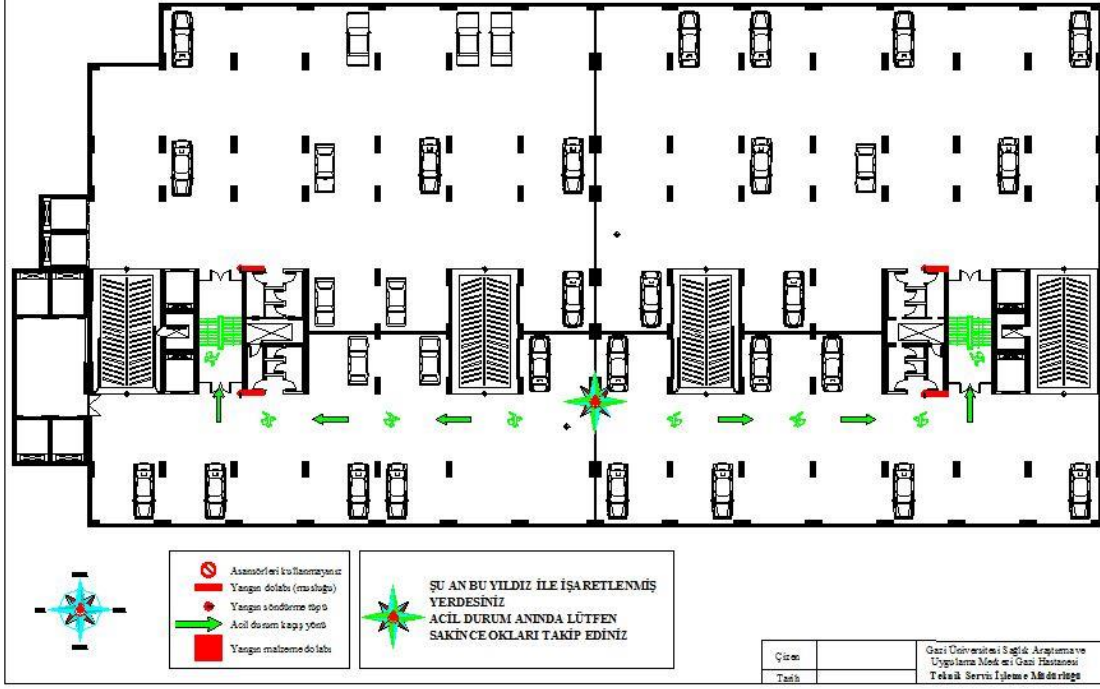 Asansörleri kullanmayınız
Yangın dolabı (musluğu)
Yangın söndürme tüpü
Acil durum kaçış yönü
Yangın malzeme dolabı
ŞU AN BU YILDIZ İLE İŞARETLENMİŞ
YERDESİNİZ
ACİL DURUM ANINDA LÜTFEN
SAKİNCE OKLARI TAKİP EDİNİZ
Çizen
Tarih
Gazi Üniversitesi Sağlık Araştırma ve
Uygulama Merkezi Gazi Hastanesi
Teknik Servis İşletme Müdürlüğü